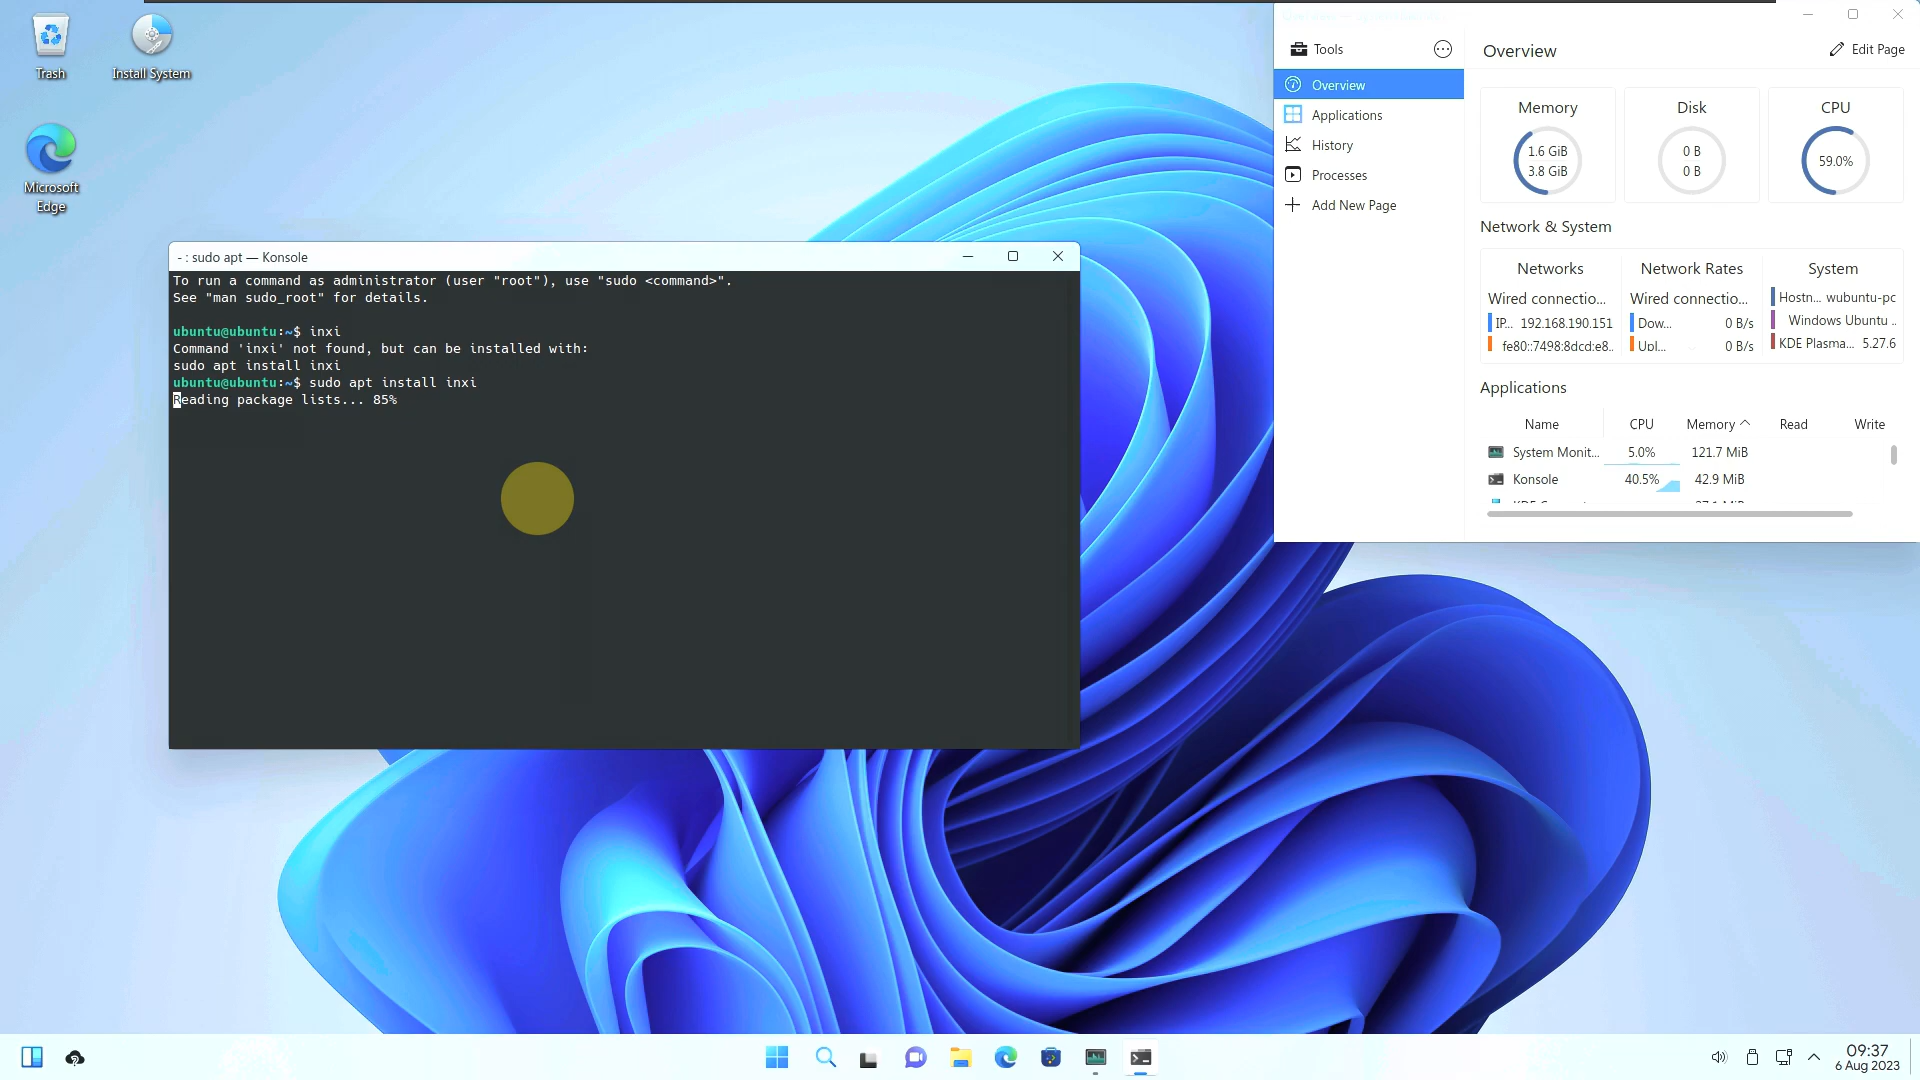 Trash
Install System
Microsoft
Edge
- : sudo apt — Konsole
To run a command as administrator (user "root"), use "sudo <command>".
See "man sudo_root" for details.
ubuntu@ubuntu:~$ inxi
Command 'inxi' not found, but can be installed with:
sudo apt install inxi
ubuntu@ubuntu:~$ sudo apt install inxi
Reading package lists... 85%
Tools
Overview
Applications
History
Processes
Add New Page
Overview
Edit Page
Memory
1.6 GiB
3.8 GiB
Disk
0 B
0 B
CPU
59.0%
Network & System
Networks
Wired connectio...
IP... 192.168.190.151
fe80::7498:8dcd:e8..
Network Rates
Wired connectio...
Dow... 0 B/s
Upl... 0 B/s
System
Hostn... wubuntu-pc
Windows Ubuntu ..
KDE Plasma... 5.27.6
Applications
Name CPU Memory Read Write
System Monit... 5.0% 121.7 MiB
Konsole 40.5% 42.9 MiB
09:37
6 Aug 2023